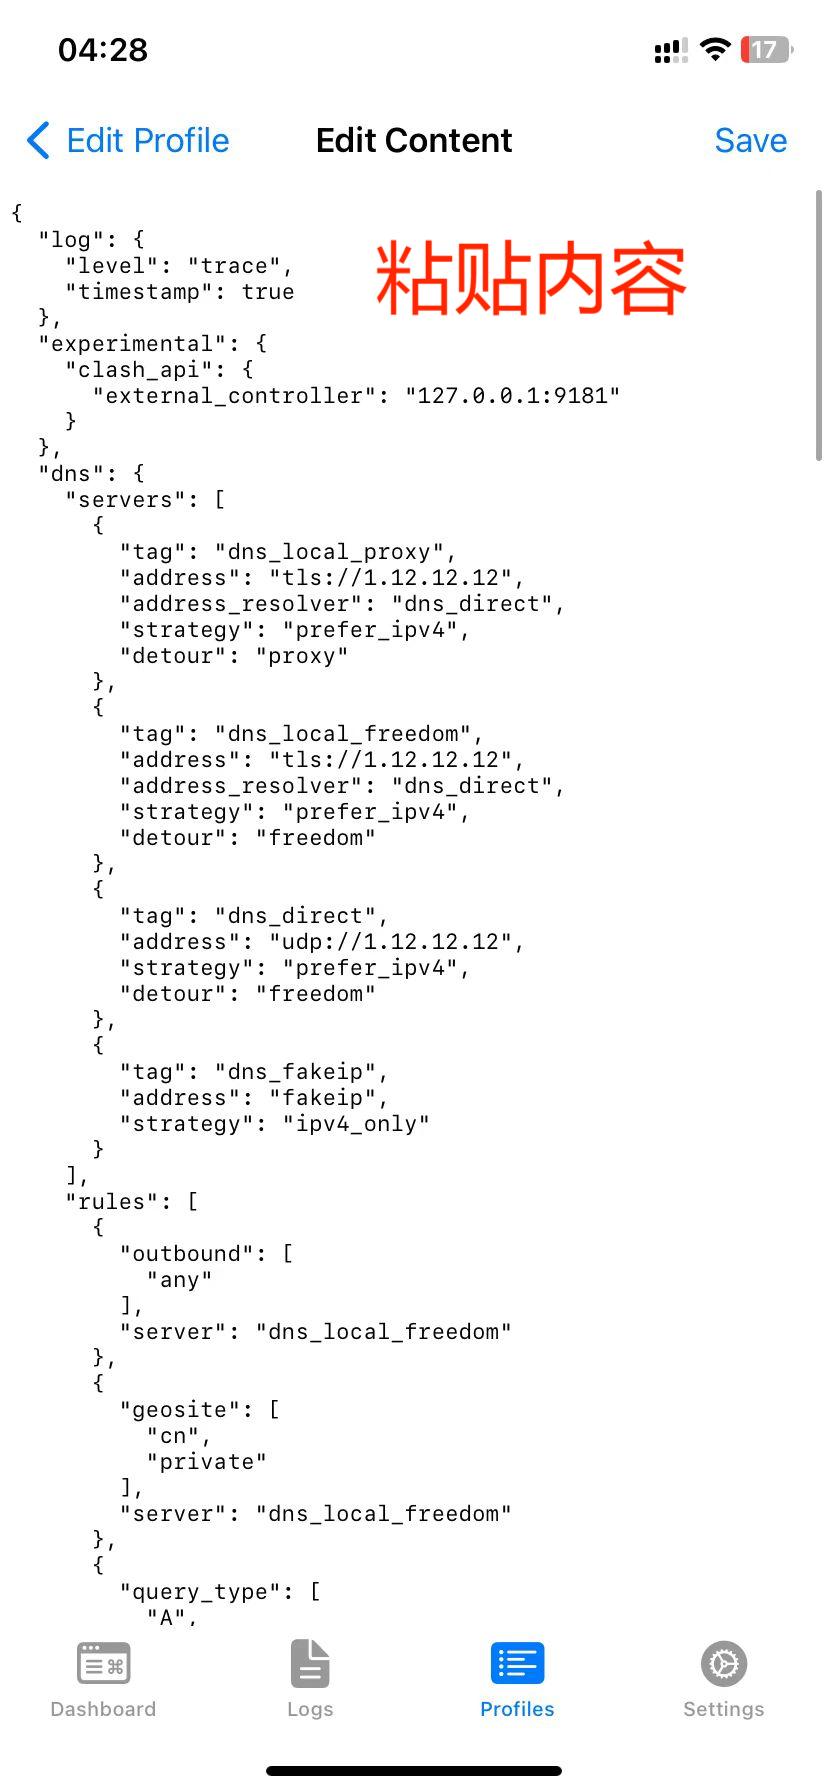 04:28
17
Edit Profile
Edit Content
Save
{
"log": {
"level": "trace",
"timestamp": true
},
粘贴内容
"experimental": {
"clash_api": {
"external_controller": "127.0.0.1:9181"
}
},
"dns": {
"servers": [
{
"tag": "dns_local_proxy",
"address": "tls://1.12.12.12",
"address_resolver": "dns_direct",
"strategy": "prefer_ipv4",
"detour": "proxy"
},
{
"tag": "dns_local_freedom",
"address": "tls://1.12.12.12",
"address_resolver": "dns_direct",
"strategy": "prefer_ipv4",
"detour": "freedom"
},
{
"tag": "dns_direct",
"address": "udp://1.12.12.12",
"strategy": "prefer_ipv4",
"detour": "freedom"
},
{
"tag": "dns_fakeip",
"address": "fakeip",
"strategy": "ipv4_only"
}
],
"rules": [
{
"outbound": [
"any"
],
"server": "dns_local_freedom"
},
{
"geosite": [
"cn",
"private"
],
"server": "dns_local_freedom"
},
{
"query_type": [
"A",
Dashboard
Logs
Profiles
Settings